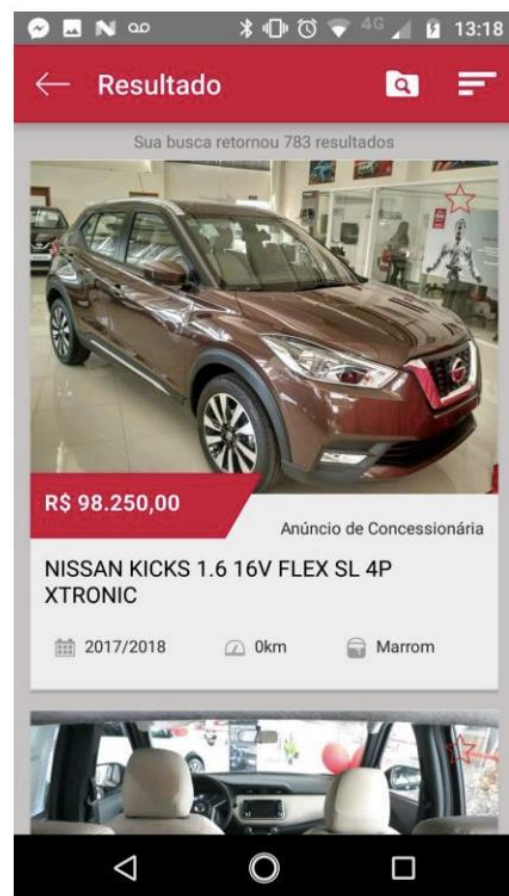 4G
13:18
Resultado
Sua busca retornou 783 resultados
R$ 98.250,00
Anúncio de Concessionária
NISSAN KICKS 1.6 16V FLEX SL 4P
XTRONIC
2017/2018
0km
Marrom